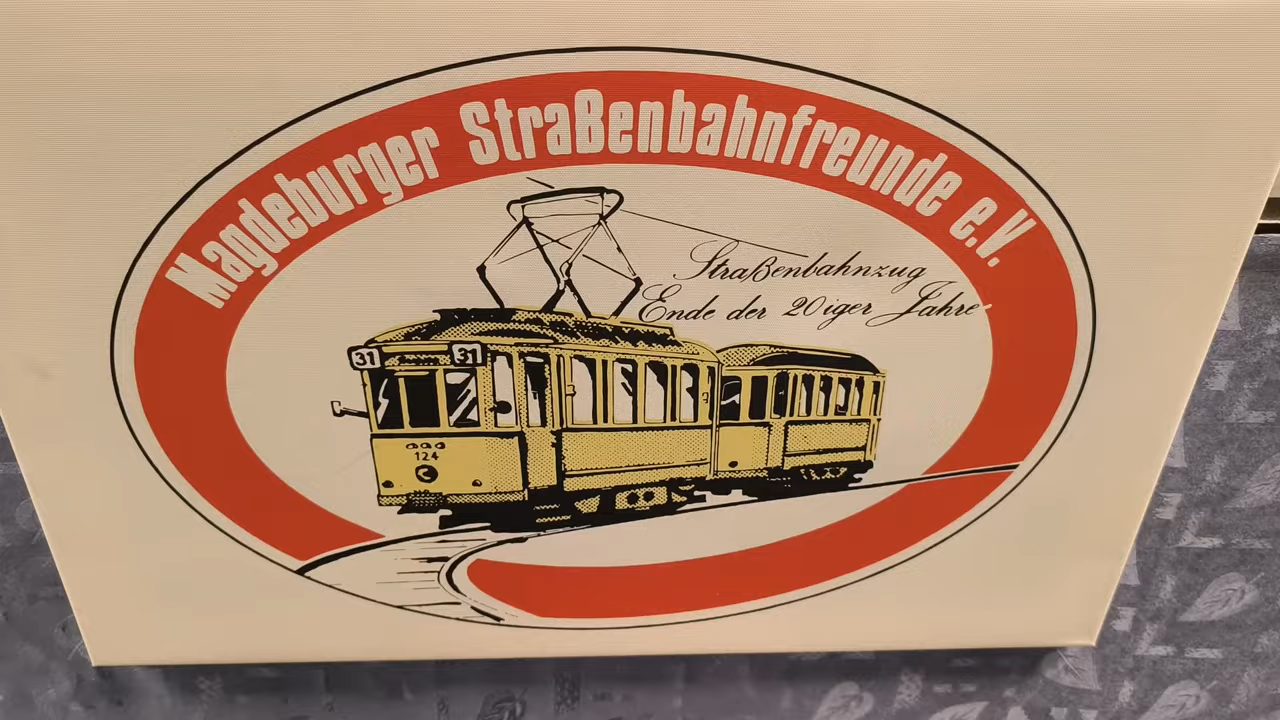 Magdeburger Straßenbahnfreunde e.V.
Straßenbahnzug
Ende der 20iger Jahre
31
31
124